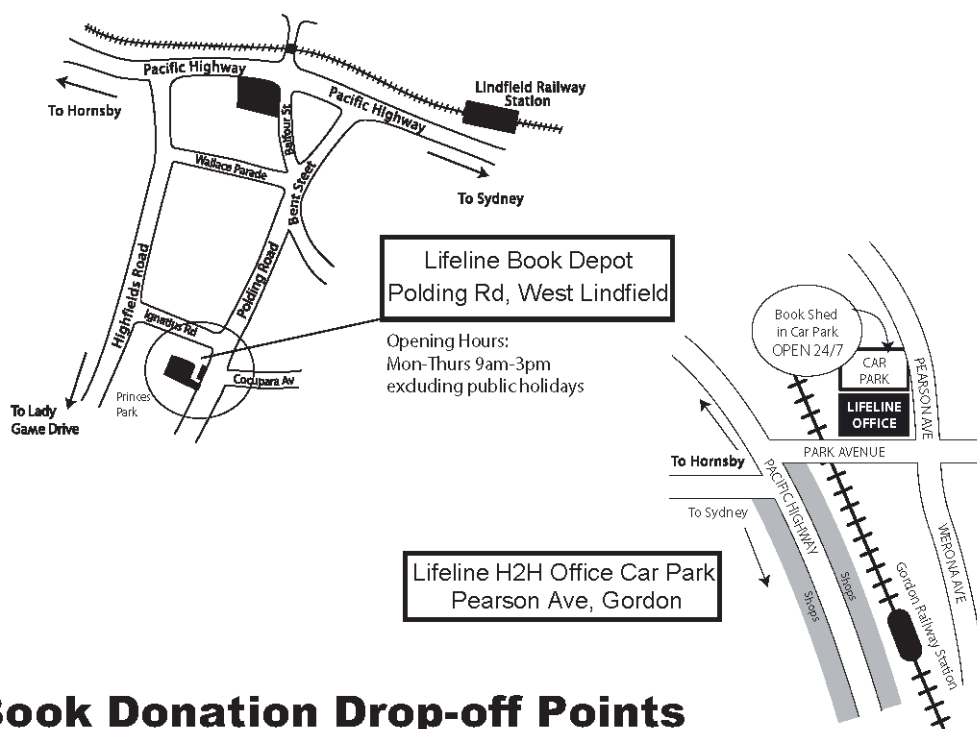 Pacific Highway
To Hornsby
Pacific Highway
Lindfield Railway
Station
To Sydney
Balfour St
Wallace Parade
Bent Steet
Polding Road
Highfields Road
Ignatius Rd
Cocupara Av
Princes
Park
To Lady
Game Drive
Lifeline Book Depot
Polding Rd, West Lindfield
Opening Hours:
Mon-Thurs 9am-3pm
excluding public holidays
Book Shed
in Car Park
OPEN 24/7
CAR
PARK
LIFELINE
OFFICE
PEARSON AVE
PARK AVENUE
To Hornsby
PACIFIC HIGHWAY
To Sydney
WERONA AVE
Shops
Shops
Gordon Railway Station
Lifeline H2H Office Car Park
Pearson Ave, Gordon
Book Donation Drop-off Points